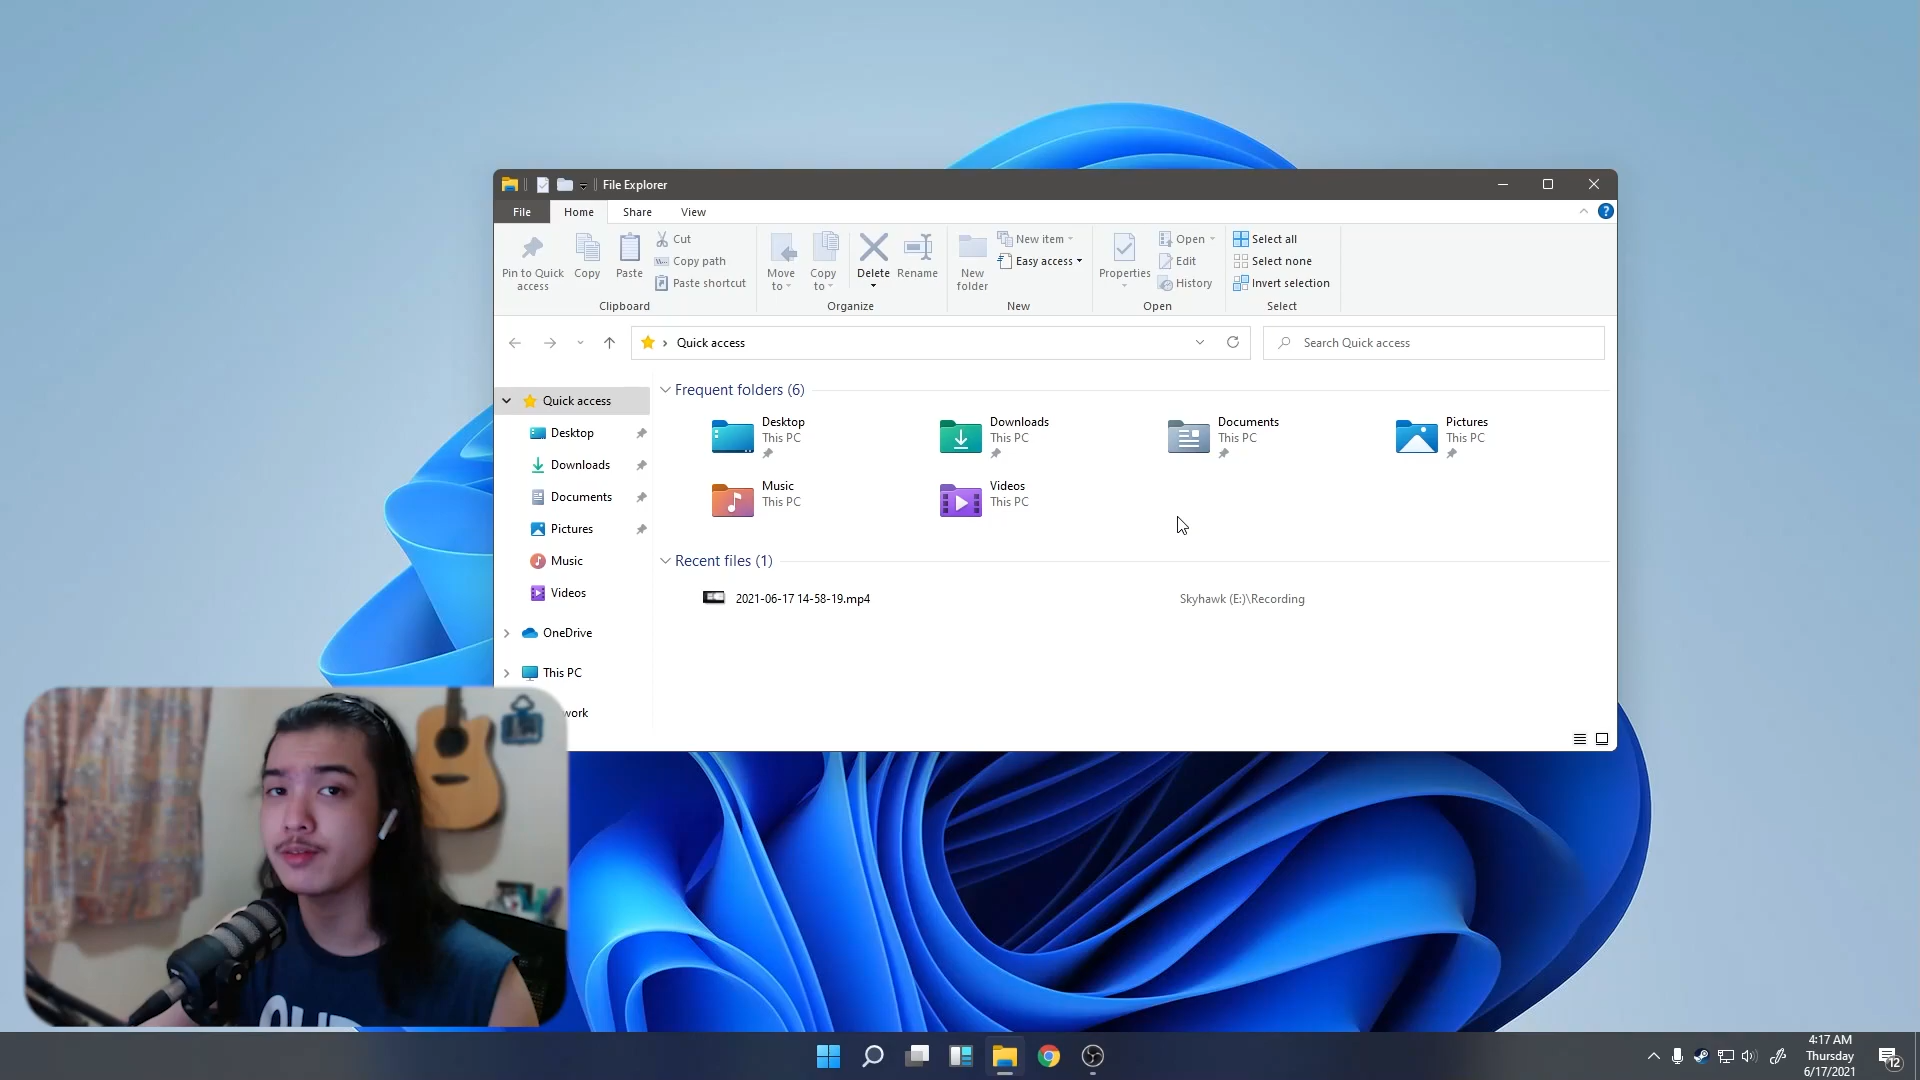 File Explorer
File Home Share View
Pin to Quick access
Copy
Paste
Cut
Copy path
Paste shortcut
Clipboard
Move to
Copy to
Delete
Rename
Organize
New folder
New item
Easy access
New
Properties
Open
Edit
History
Open
Select all
Select none
Invert selection
Select
Quick access
Search Quick access
Quick access
Desktop
Downloads
Documents
Pictures
Music
Videos
OneDrive
This PC
work
Frequent folders (6)
Desktop
This PC
Downloads
This PC
Documents
This PC
Pictures
This PC
Music
This PC
Videos
This PC
Recent files (1)
2021-06-17 14-58-19.mp4 Skyhawk (E:)\Recording
4:17 AM
Thursday
6/17/2021
12